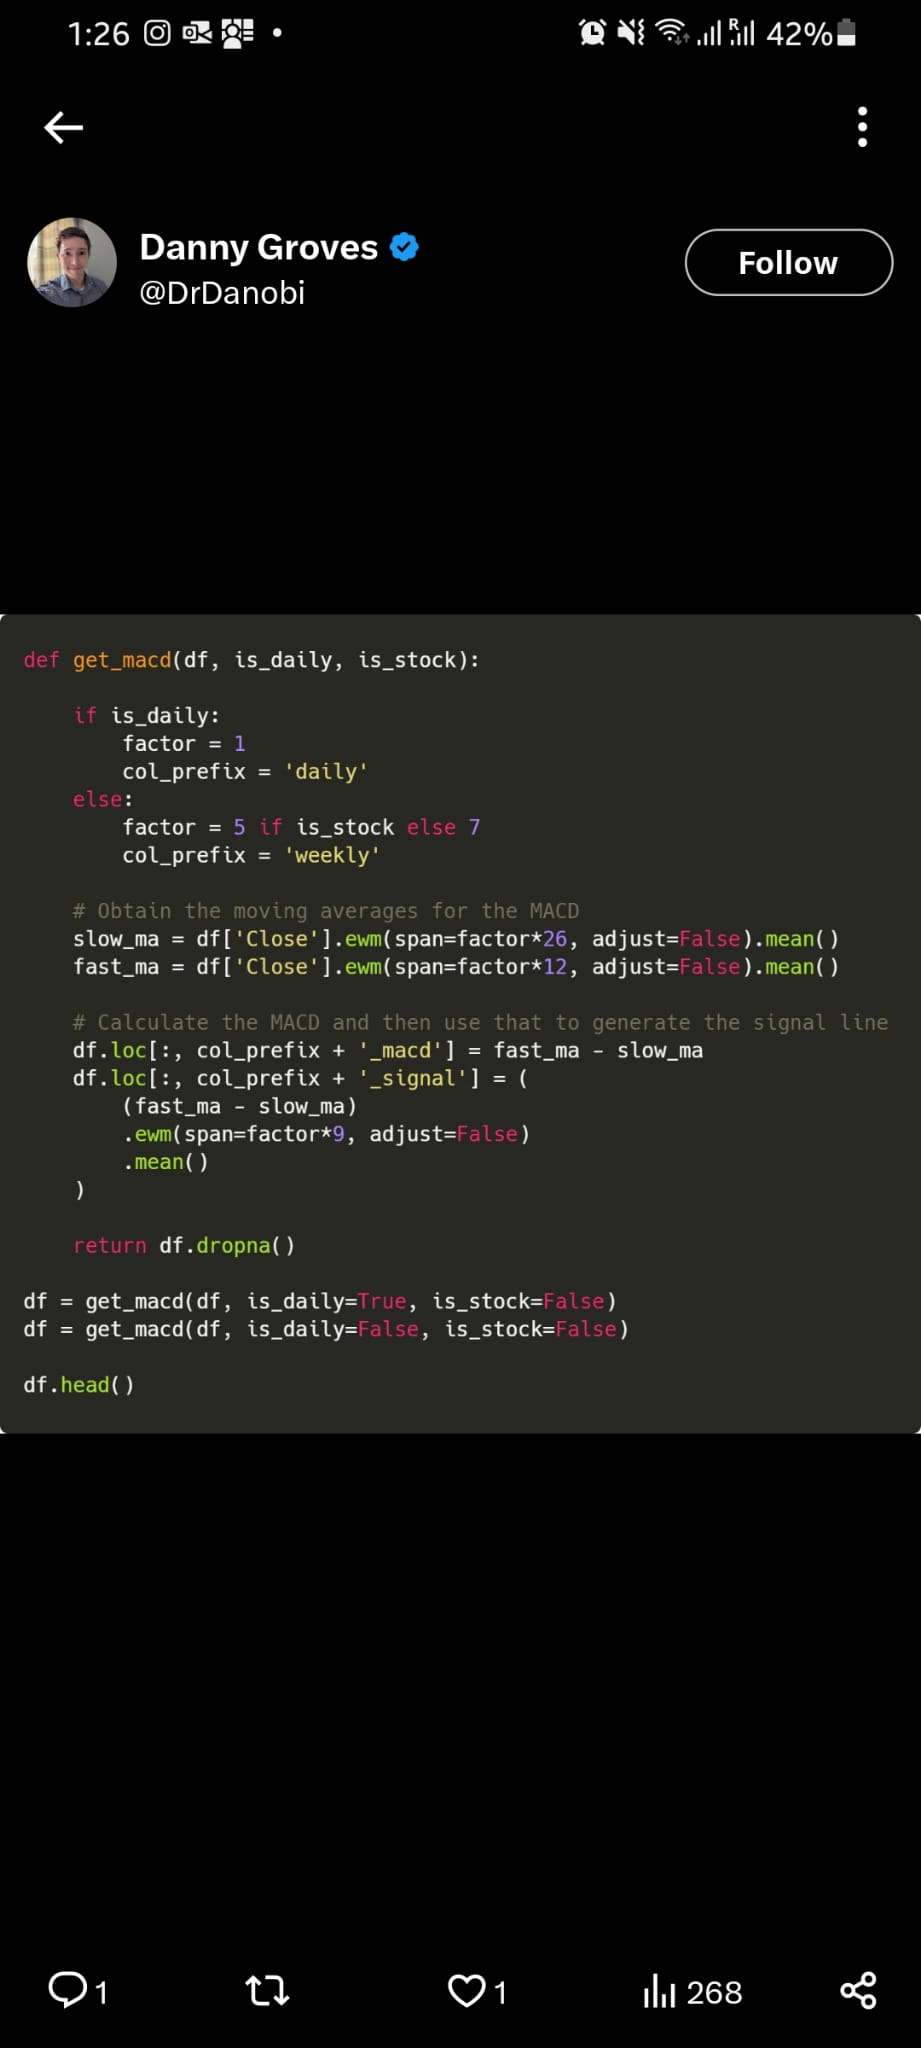 1:26
R
42%
Danny Groves
@DrDanobi
Follow
def get_macd(df, is_daily, is_stock):
    if is_daily:
        factor = 1
        col_prefix = 'daily'
    else:
        factor = 5 if is_stock else 7
        col_prefix = 'weekly'
    # Obtain the moving averages for the MACD
    slow_ma = df['Close'].ewm(span=factor*26, adjust=False).mean()
    fast_ma = df['Close'].ewm(span=factor*12, adjust=False).mean()
    # Calculate the MACD and then use that to generate the signal line
    df.loc[:, col_prefix + '_macd'] = fast_ma - slow_ma
    df.loc[:, col_prefix + '_signal'] = (
        (fast_ma - slow_ma)
        .ewm(span=factor*9, adjust=False)
        .mean()
    )
    return df.dropna()
df = get_macd(df, is_daily=True, is_stock=False)
df = get_macd(df, is_daily=False, is_stock=False)
df.head()
1
1
268